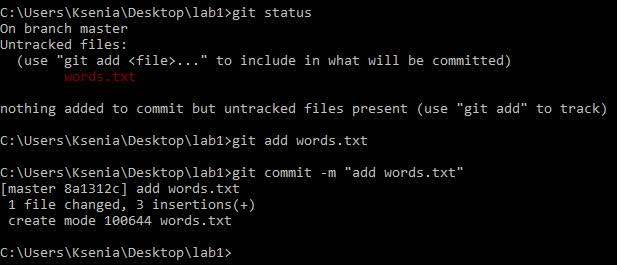 C:\Users\Ksenia\Desktop\lab1>git status
On branch master
Untracked files:
  (use "git add <file>..." to include in what will be committed)
        words.txt
nothing added to commit but untracked files present (use "git add" to track)
C:\Users\Ksenia\Desktop\lab1>git add words.txt
C:\Users\Ksenia\Desktop\lab1>git commit -m "add words.txt"
[master 8a1312c] add words.txt
 1 file changed, 3 insertions(+)
 create mode 100644 words.txt
C:\Users\Ksenia\Desktop\lab1>